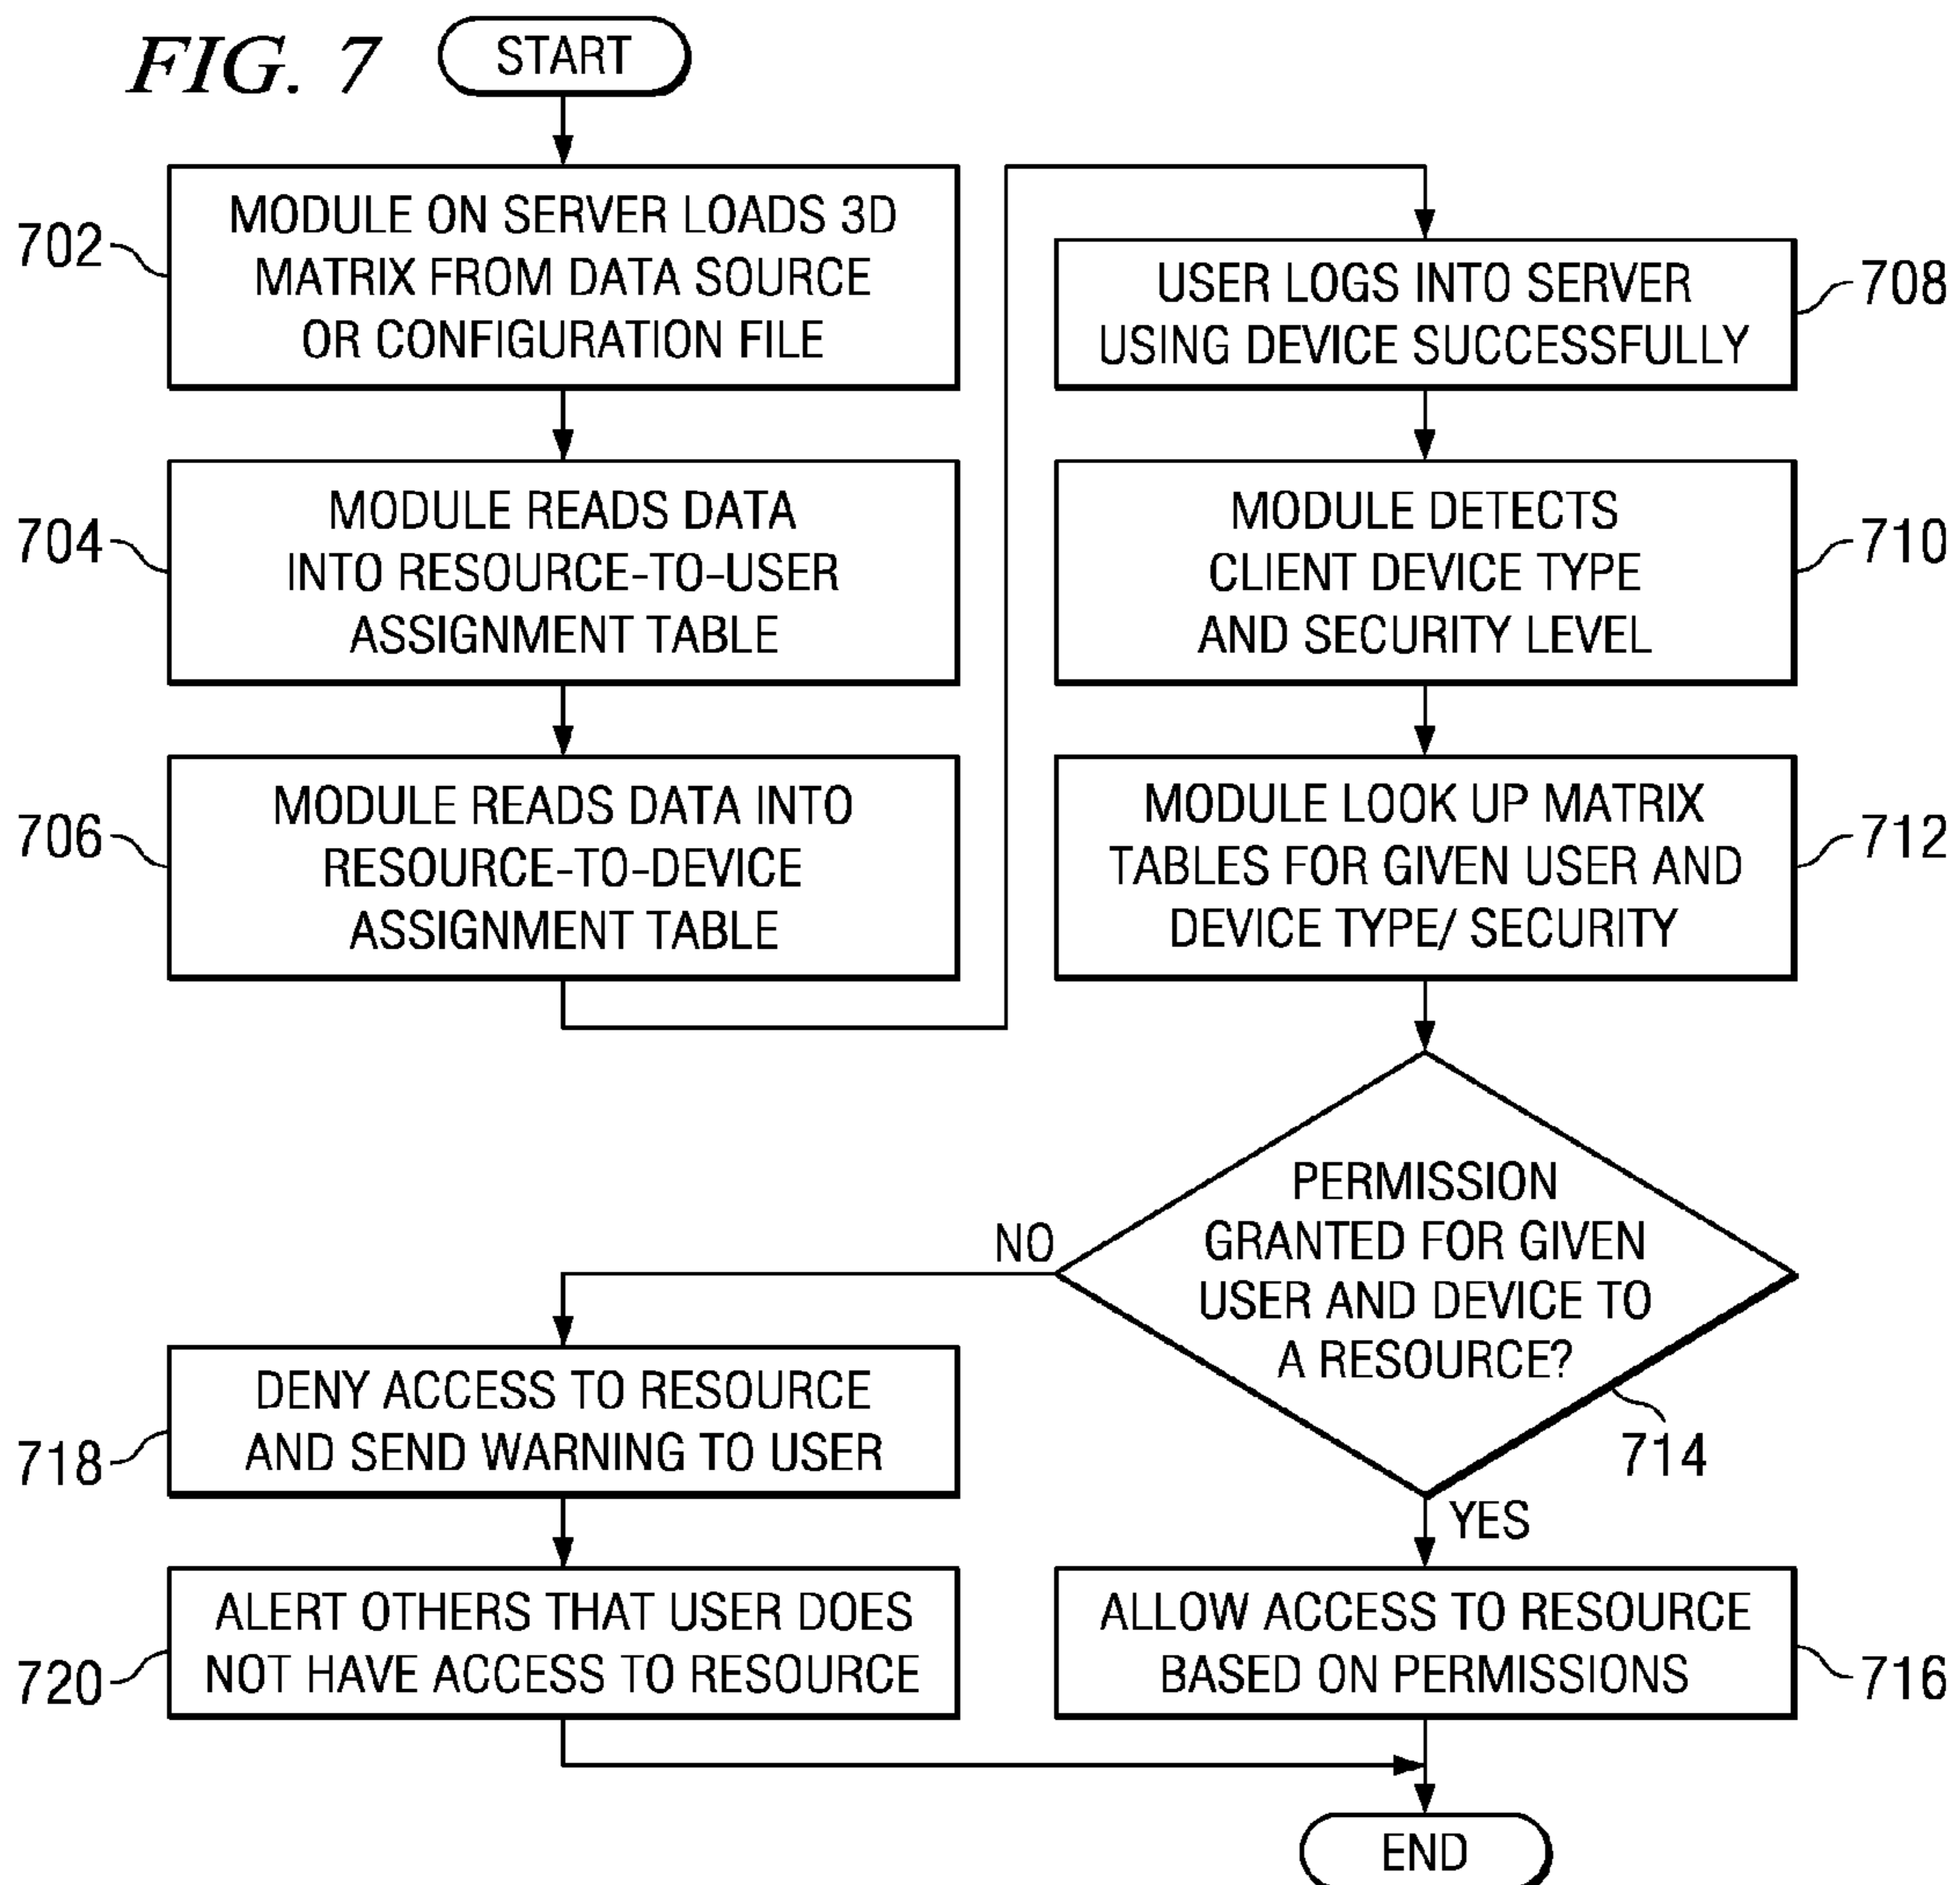 FIG. 7
START
702
MODULE ON SERVER LOADS 3D
MATRIX FROM DATA SOURCE
OR CONFIGURATION FILE
704
MODULE READS DATA
INTO RESOURCE-TO-USER
ASSIGNMENT TABLE
706
MODULE READS DATA INTO
RESOURCE-TO-DEVICE
ASSIGNMENT TABLE
USER LOGS INTO SERVER
USING DEVICE SUCCESSFULLY
708
MODULE DETECTS
CLIENT DEVICE TYPE
AND SECURITY LEVEL
710
MODULE LOOK UP MATRIX
TABLES FOR GIVEN USER AND
DEVICE TYPE/ SECURITY
712
PERMISSION
GRANTED FOR GIVEN
USER AND DEVICE TO
A RESOURCE?
714
NO
YES
718
DENY ACCESS TO RESOURCE
AND SEND WARNING TO USER
720
ALERT OTHERS THAT USER DOES
NOT HAVE ACCESS TO RESOURCE
ALLOW ACCESS TO RESOURCE
BASED ON PERMISSIONS
716
END